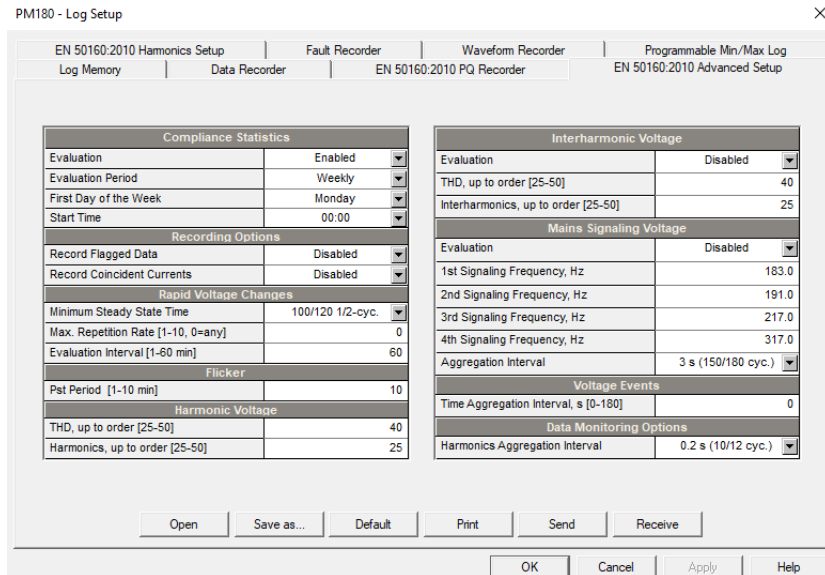 PM180 - Log Setup
EN 50160:2010 Harmonics Setup
Fault Recorder
Waveform Recorder
Programmable Min/Max Log
Log Memory
Data Recorder
EN 50160:2010 PQ Recorder
EN 50160:2010 Advanced Setup
Compliance Statistics
Evaluation Enabled
Evaluation Period Weekly
First Day of the Week Monday
Start Time 00:00
Recording Options
Record Flagged Data Disabled
Record Coincident Currents Disabled
Rapid Voltage Changes
Minimum Steady State Time 100/120 1/2-cyc.
Max. Repetition Rate [1-10, 0=any] 0
Evaluation Interval [1-60 min] 60
Flicker
Pst Period [1-10 min] 10
Harmonic Voltage
THD, up to order [25-50] 40
Harmonics, up to order [25-50] 25
Interharmonic Voltage
Evaluation Disabled
THD, up to order [25-50] 40
Interharmonics, up to order [25-50] 25
Mains Signaling Voltage
Evaluation Disabled
1st Signaling Frequency, Hz 183.0
2nd Signaling Frequency, Hz 191.0
3rd Signaling Frequency, Hz 217.0
4th Signaling Frequency, Hz 317.0
Aggregation Interval 3 s (150/180 cyc.)
Voltage Events
Time Aggregation Interval, s [0-180] 0
Data Monitoring Options
Harmonics Aggregation Interval 0.2 s (10/12 cyc.)
Open Save as... Default Print Send Receive
OK Cancel Apply Help